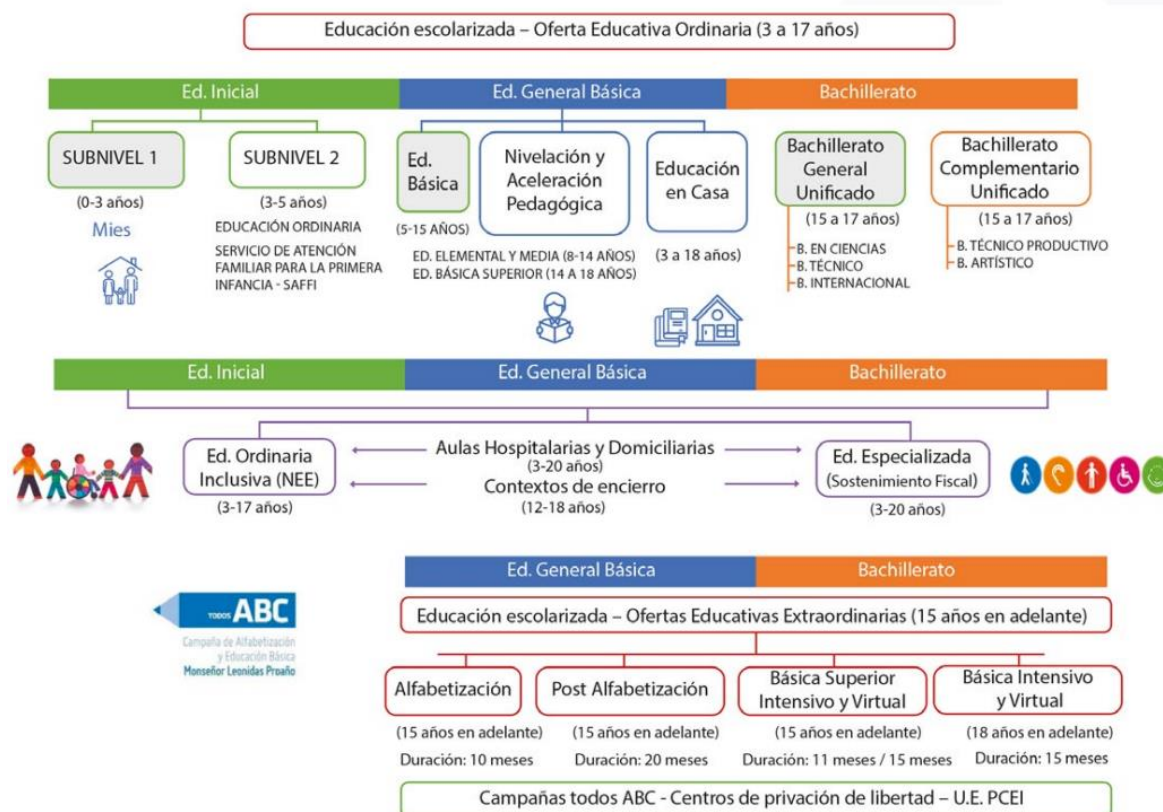 Educación escolarizada – Oferta Educativa Ordinaria (3 a 17 años)
Ed. Inicial
Ed. General Básica
Bachillerato
SUBNIVEL 1
(0-3 años)
Mies
SUBNIVEL 2
(3-5 años)
EDUCACIÓN ORDINARIA
SERVICIO DE ATENCIÓN
FAMILIAR PARA LA PRIMERA
INFANCIA - SAFFI
Ed.
Básica
(5-15 AÑOS)
Nivelación y
Aceleración
Pedagógica
ED. ELEMENTAL Y MEDIA (8-14 AÑOS)
ED. BÁSICA SUPERIOR (14 A 18 AÑOS)
Educación
en Casa
(3 a 18 años)
Bachillerato
General
Unificado
(15 a 17 años)
B. EN CIENCIAS
B. TÉCNICO
B. INTERNACIONAL
Bachillerato
Complementario
Unificado
(15 a 17 años)
B. TÉCNICO PRODUCTIVO
B. ARTÍSTICO
Ed. Inicial
Ed. General Básica
Bachillerato
Ed. Ordinaria
Inclusiva (NEE)
(3-17 años)
Aulas Hospitalarias y Domiciliarias
(3-20 años)
Contextos de encierro
(12-18 años)
Ed. Especializada
(Sostenimiento Fiscal)
(3-20 años)
Ed. General Básica
Bachillerato
TODOS ABC
Campaña de Alfabetización
y Educación Básica
Monseñor Leonidas Proaño
Educación escolarizada – Ofertas Educativas Extraordinarias (15 años en adelante)
Alfabetización
(15 años en adelante)
Duración: 10 meses
Post Alfabetización
(15 años en adelante)
Duración: 20 meses
Básica Superior
Intensivo y Virtual
(15 años en adelante)
Duración: 11 meses / 15 meses
Básica Intensivo
y Virtual
(18 años en adelante)
Duración: 15 meses
Campañas todos ABC - Centros de privación de libertad – U.E. PCEI